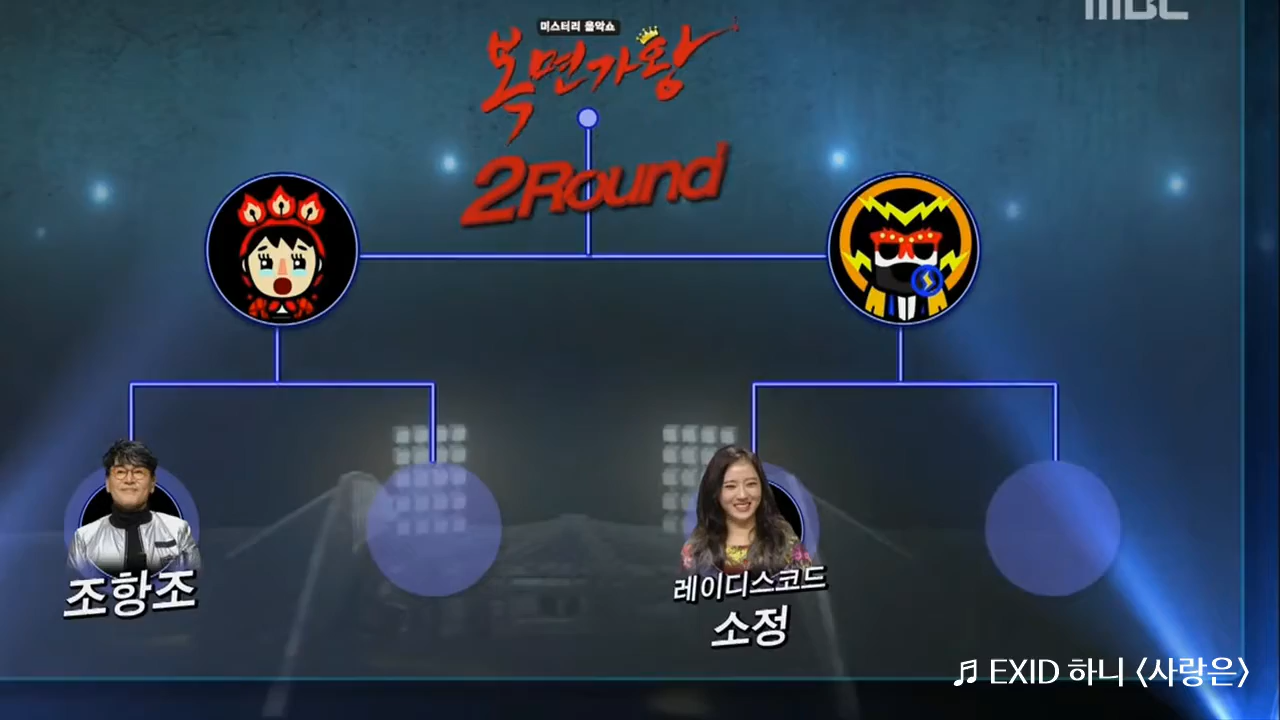 MBC
미스터리 음악쇼
복면가왕
2Round
조항조
레이디스코드
소정
♬ EXID 하니 〈사랑은〉